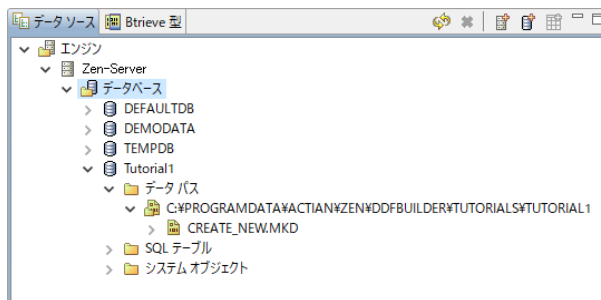 データ ソース Btrieve 型
エンジン
Zen-Server
データベース
DEFAULTDB
DEMODATA
TEMPDB
Tutorial1
データ パス
C:¥PROGRAMDATA¥ACTIAN¥ZEN¥DDFBUILDER¥TUTORIALS¥TUTORIAL1
CREATE_NEW.MKD
SQL テーブル
システム オブジェクト